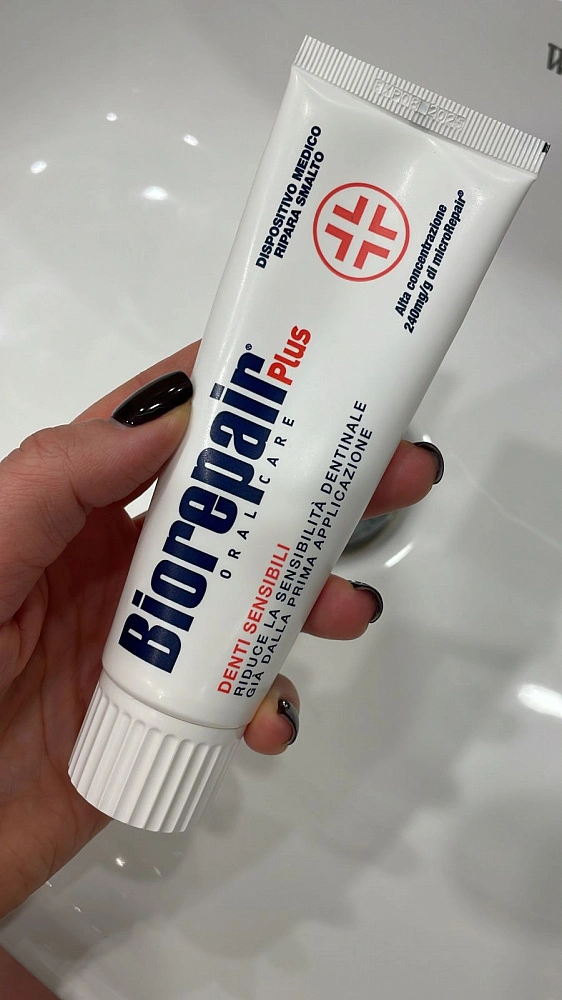 DISPOSITIVO MEDICO
RIPARA SMALTO
Alta concentrazione
240mg/g di microRepair®
Biorepair®
Plus
ORAL CARE
DENTI SENSIBILI
RIDUCE LA SENSIBILITÀ DENTINALE
GIÀ DALLA PRIMA APPLICAZIONE